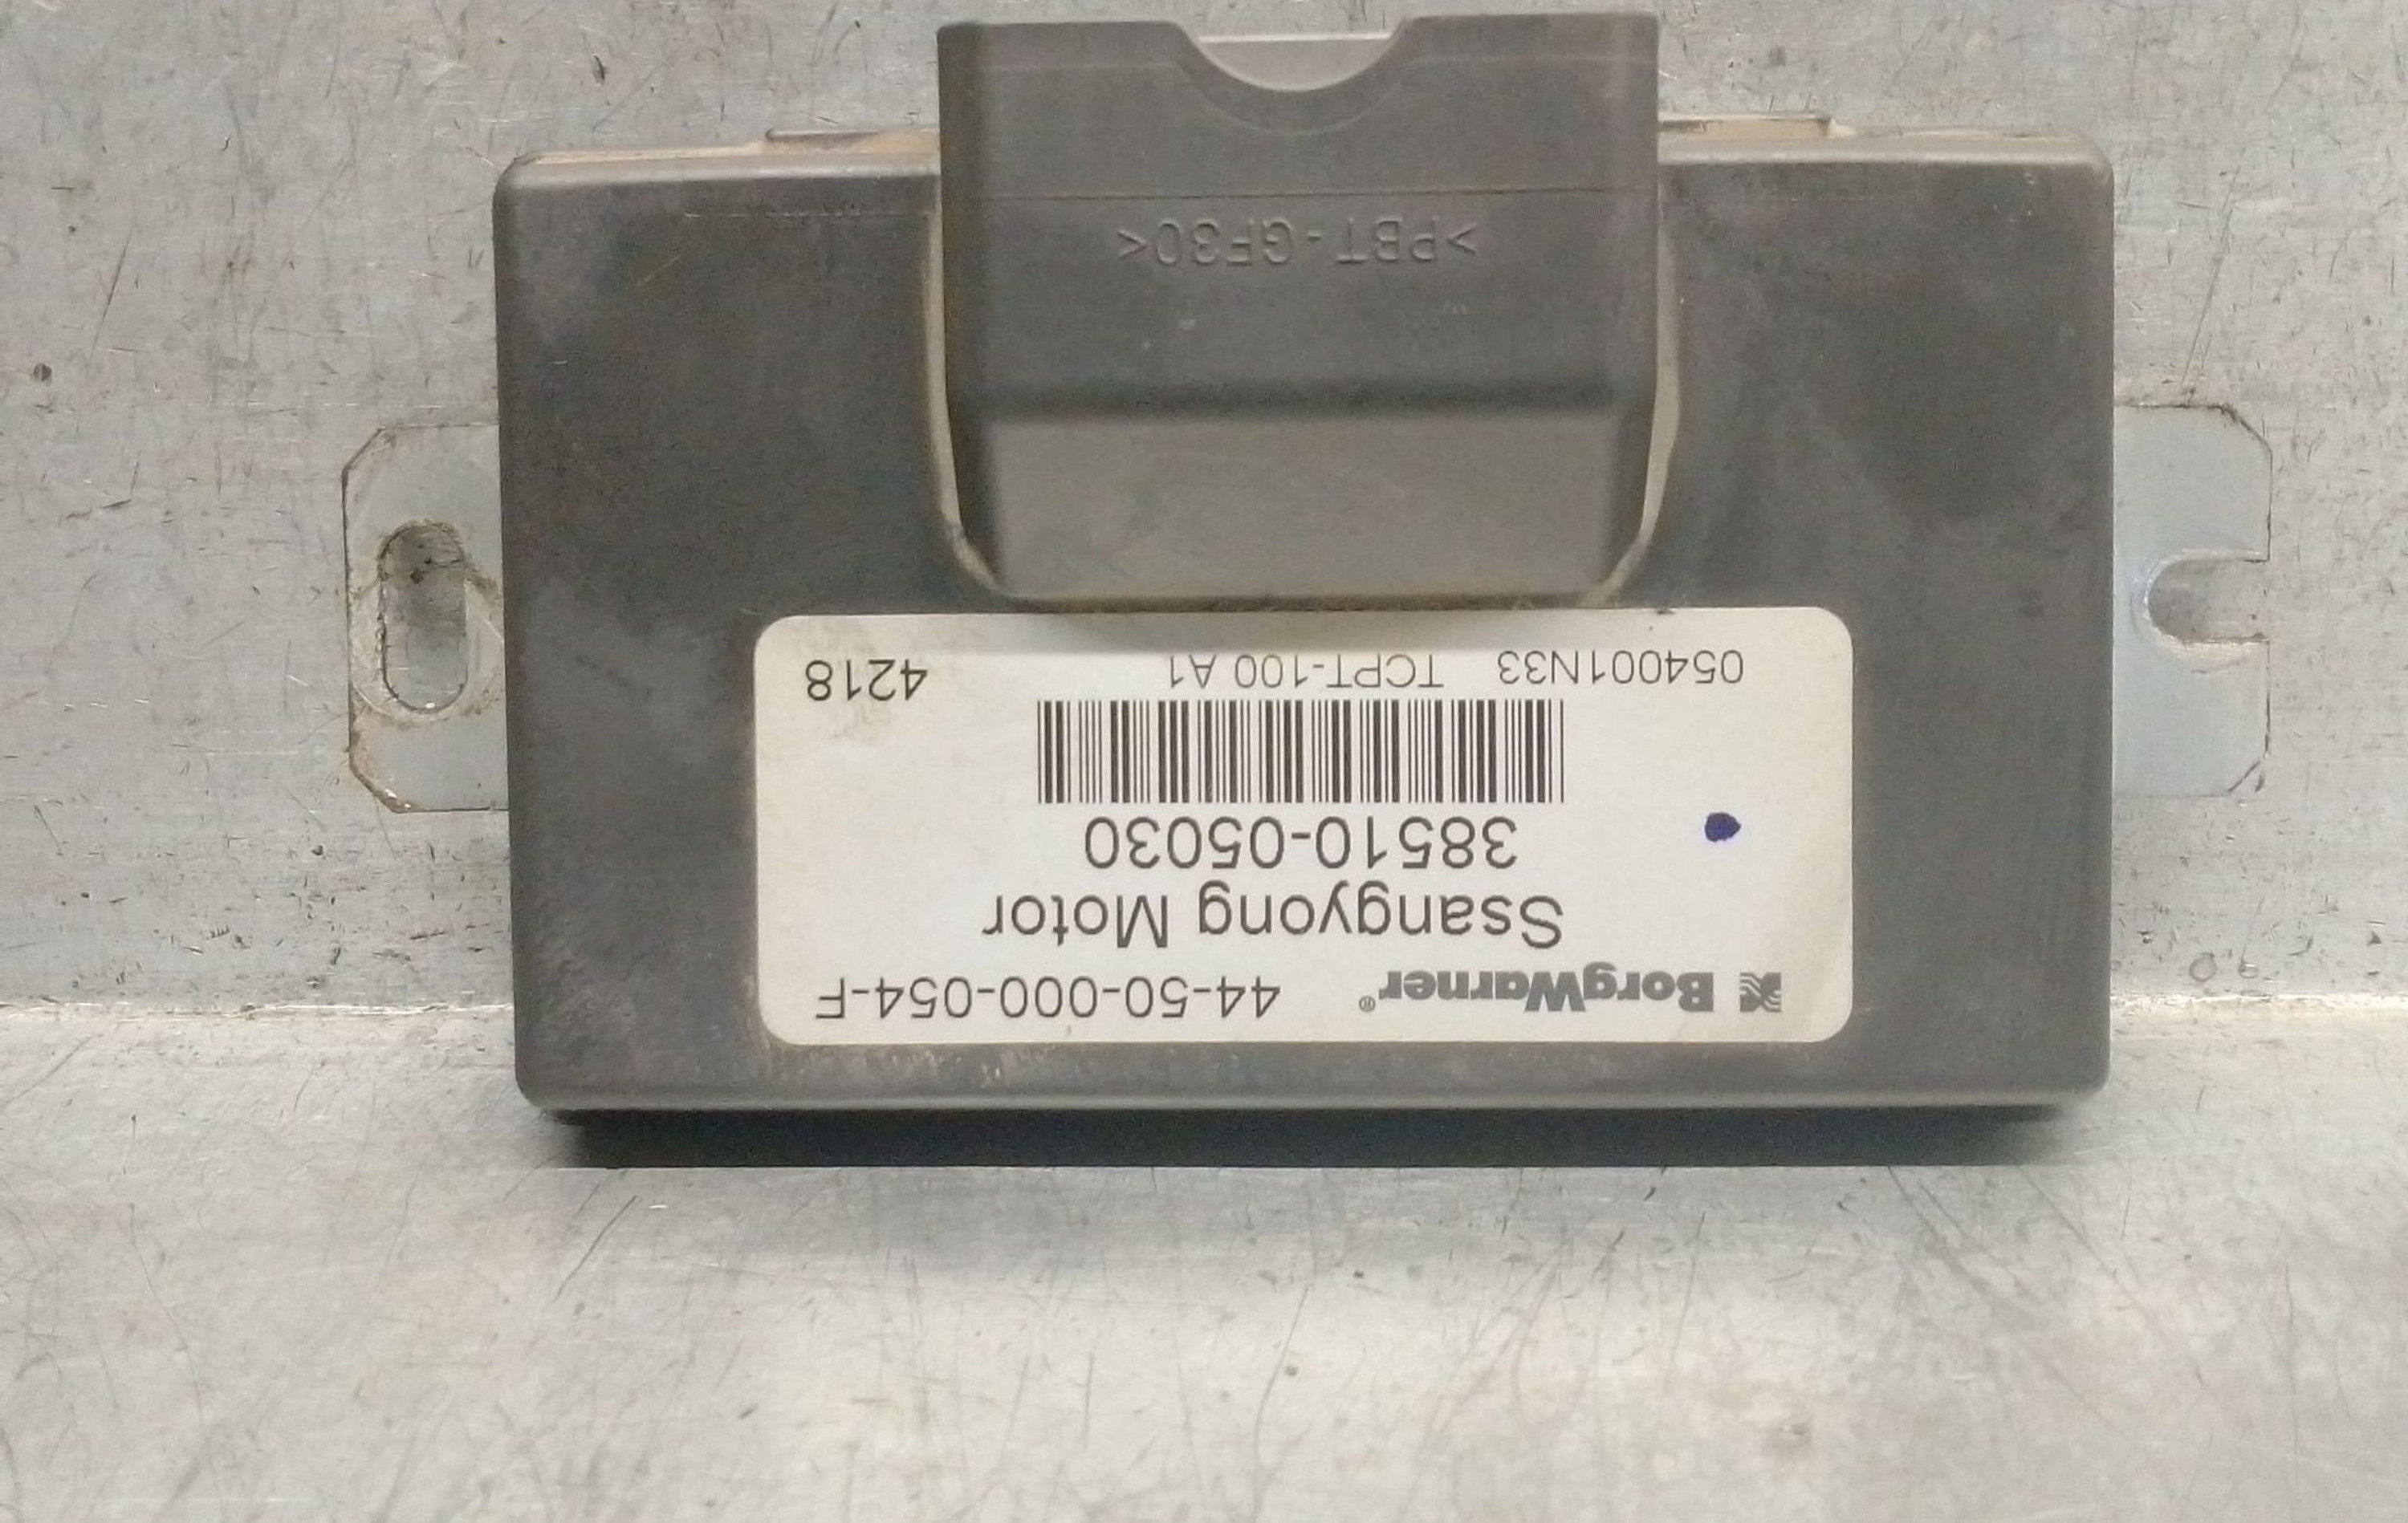 BorgWarner® 44-50-000-054-F
Ssangyong Motor
38510-05030
054001N33 TCPT-100 A1 4218
>PBT-GF30<